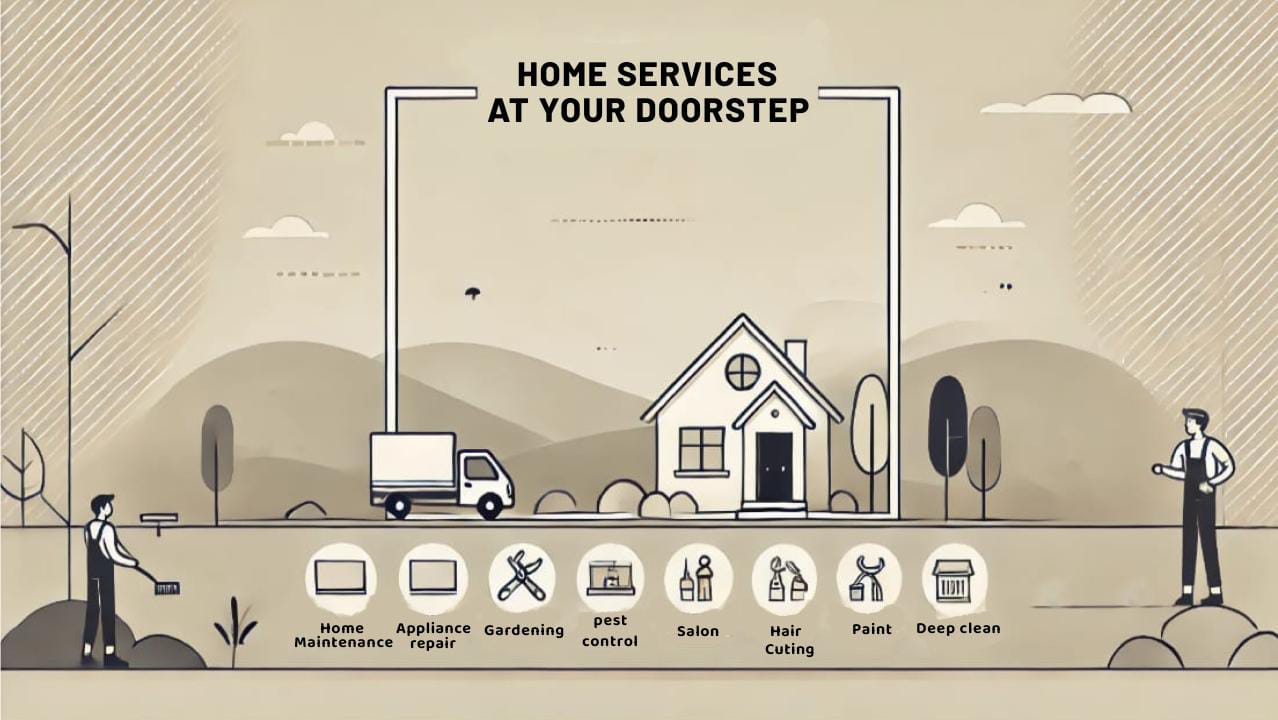 HOME SERVICES
AT YOUR DOORSTEP
Home
Maintenance
Appliance
repair
Gardening
pest
control
Salon
Hair
Cuting
Paint
Deep clean